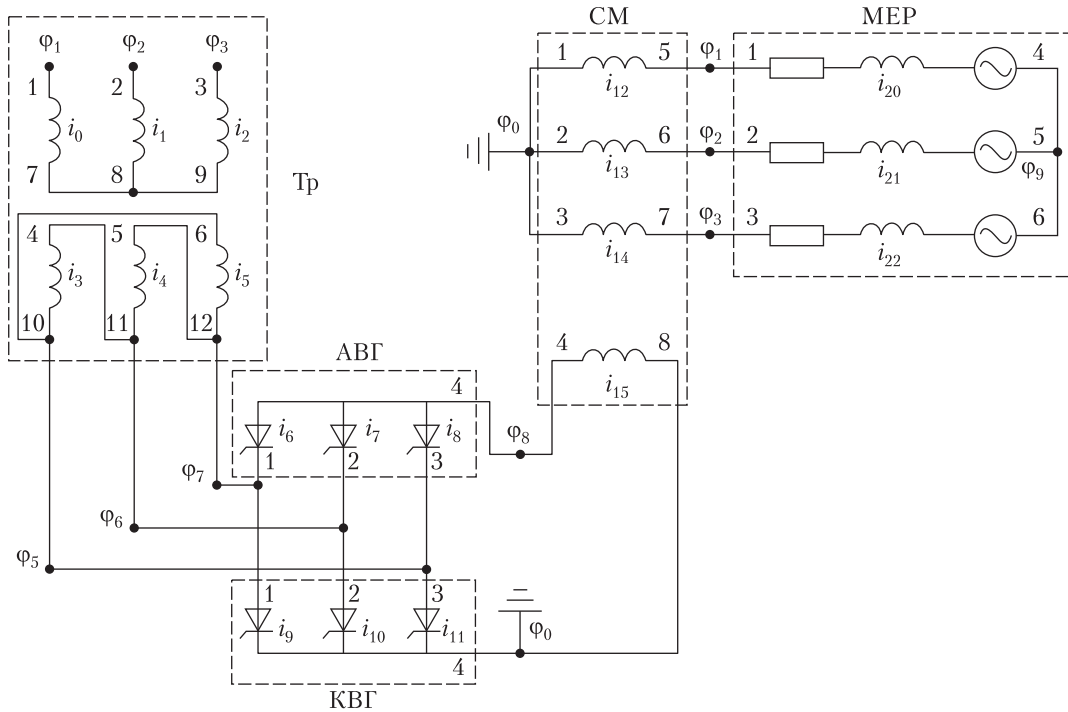 СМ МЕР
φ₁ φ₂ φ₃
1 2 3
i₀ i₁ i₂
7 8 9
Тр
4 5 6
i₃ i₄ i₅
10 11 12
φ₀
1 5 φ₁ 1 4
i₁₂ i₂₀
2 6 φ₂ 2 5
i₁₃ i₂₁ φ₉
3 7 φ₃ 3 6
i₁₄ i₂₂
4 8
i₁₅
АВГ
4
i₆ i₇ i₈
1 2 3
φ₈
φ₇
φ₆
φ₅
1 2 3
i₉ i₁₀ i₁₁
4
φ₀
КВГ